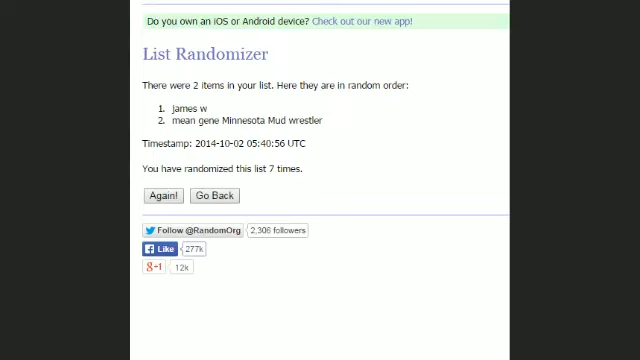 Do you own an iOS or Android device? Check out our new app!
List Randomizer
There were 2 items in your list. Here they are in random order:
1. james w
2. mean gene Minnesota Mud wrestler
Timestamp: 2014-10-02 05:40:56 UTC
You have randomized this list 7 times.
Again! Go Back
Follow @RandomOrg 2,306 followers
Like 277k
g+1 12k